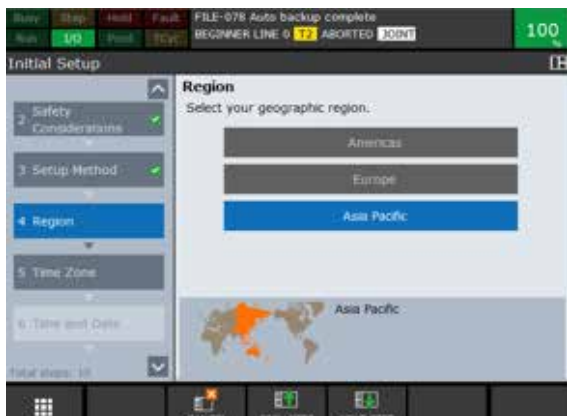 Busy Step Hold Fault
Run I/O Prod TCyc
FILE-078 Auto backup complete
BEGINNER LINE 0 T2 ABORTED JOINT
100
%
Initial Setup
2 Safety Considerations
3 Setup Method
4 Region
5 Time Zone
6 Time and Date
Total steps: 10
Region
Select your geographic region.
Americas
Europe
Asia Pacific
Asia Pacific